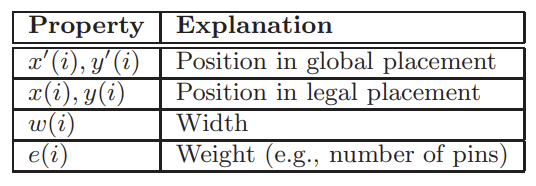 Property Explanation
x′(i), y′(i) Position in global placement
x(i), y(i) Position in legal placement
w(i) Width
e(i) Weight (e.g., number of pins)